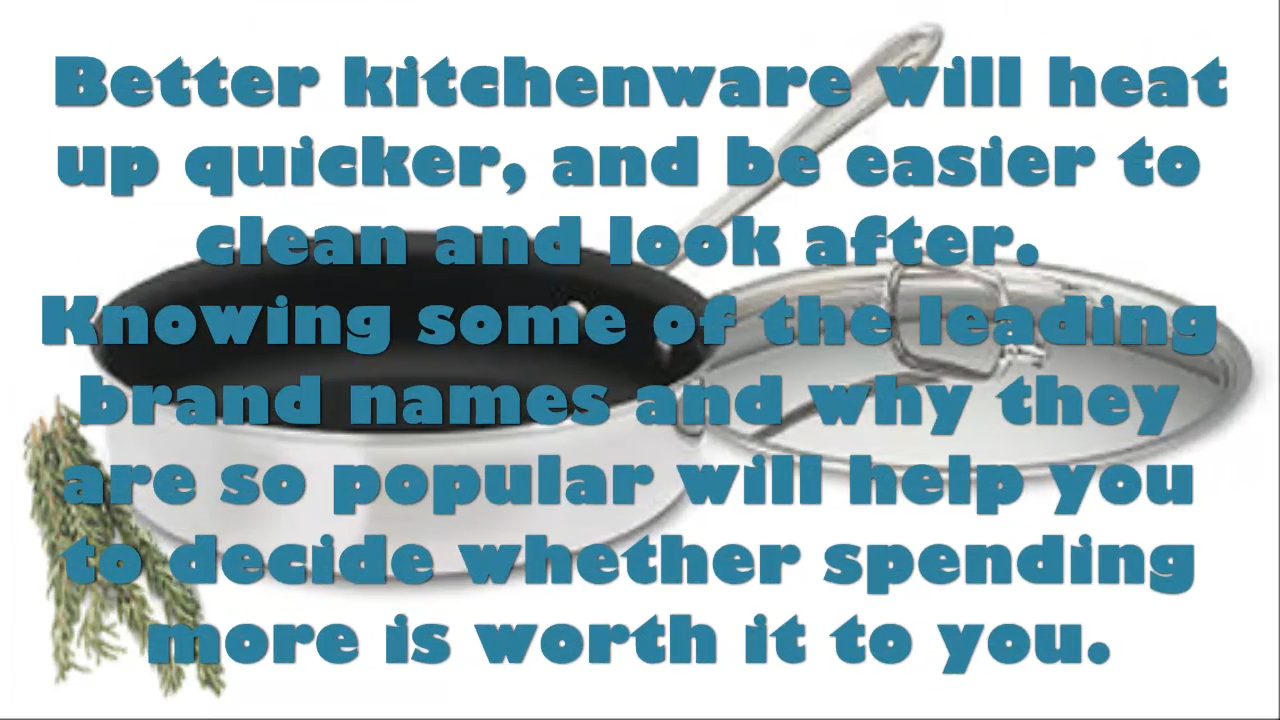 Better kitchenware will heat
up quicker, and be easier to
clean and look after.
Knowing some of the leading
brand names and why they
are so popular will help you
to decide whether spending
more is worth it to you.